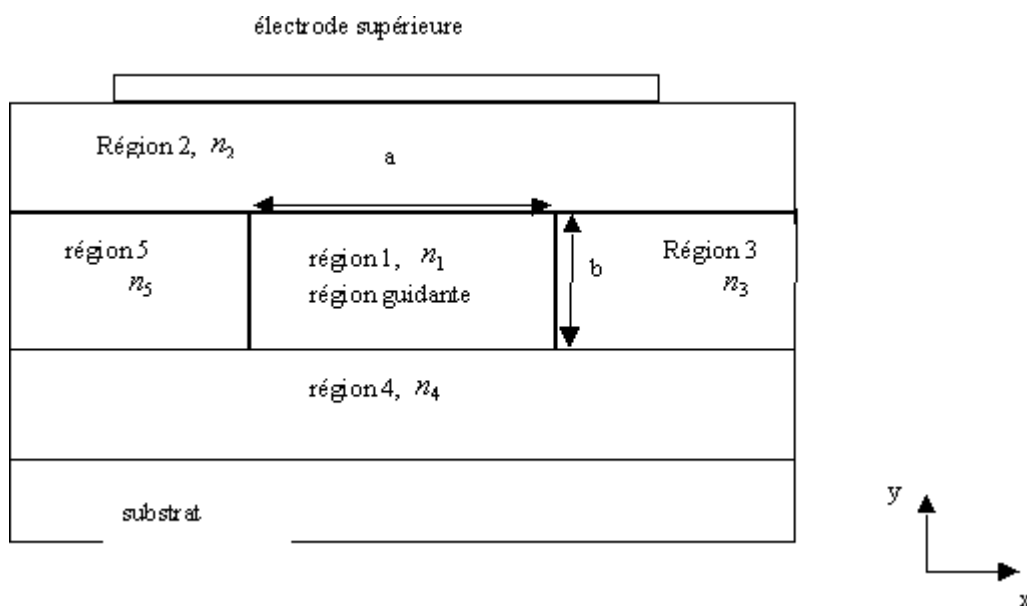 électrode supérieure
Région 2, n2
a
région 5
n5
région 1, n1
région guidante
b
Région 3
n3
région 4, n4
substrat
y
x